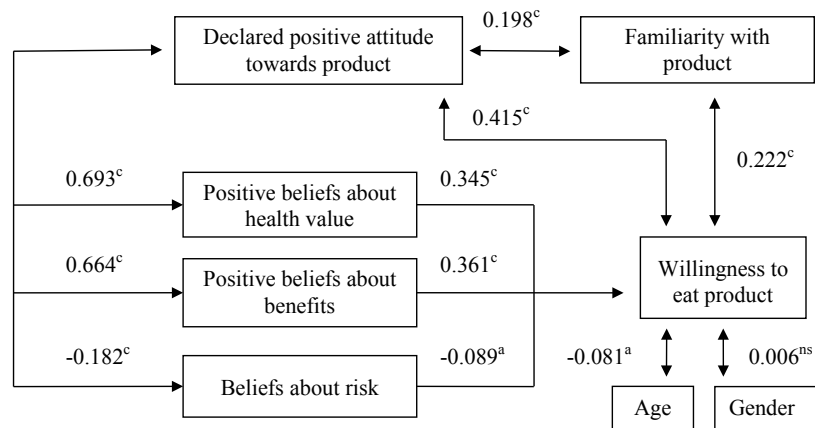 Declared positive attitude
towards product
0.198ᶜ
Familiarity with
product
0.415ᶜ
0.222ᶜ
0.693ᶜ
Positive beliefs about
health value
0.345ᶜ
0.664ᶜ
Positive beliefs about
benefits
0.361ᶜ
Willingness to
eat product
-0.182ᶜ
Beliefs about risk
-0.089ᵃ
-0.081ᵃ
0.006ⁿˢ
Age
Gender